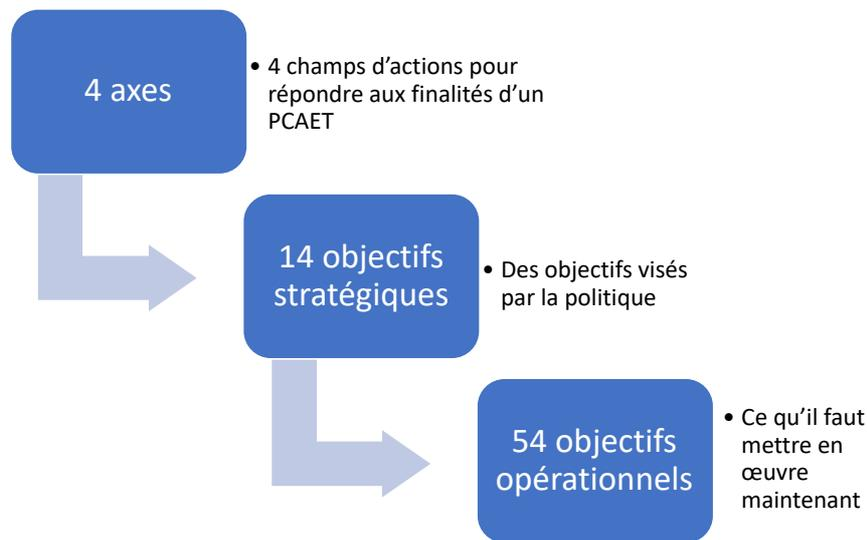 4 axes
• 4 champs d’actions pour
répondre aux finalités d’un
PCAET
14 objectifs
stratégiques
• Des objectifs visés
par la politique
54 objectifs
opérationnels
• Ce qu’il faut
mettre en
œuvre
maintenant